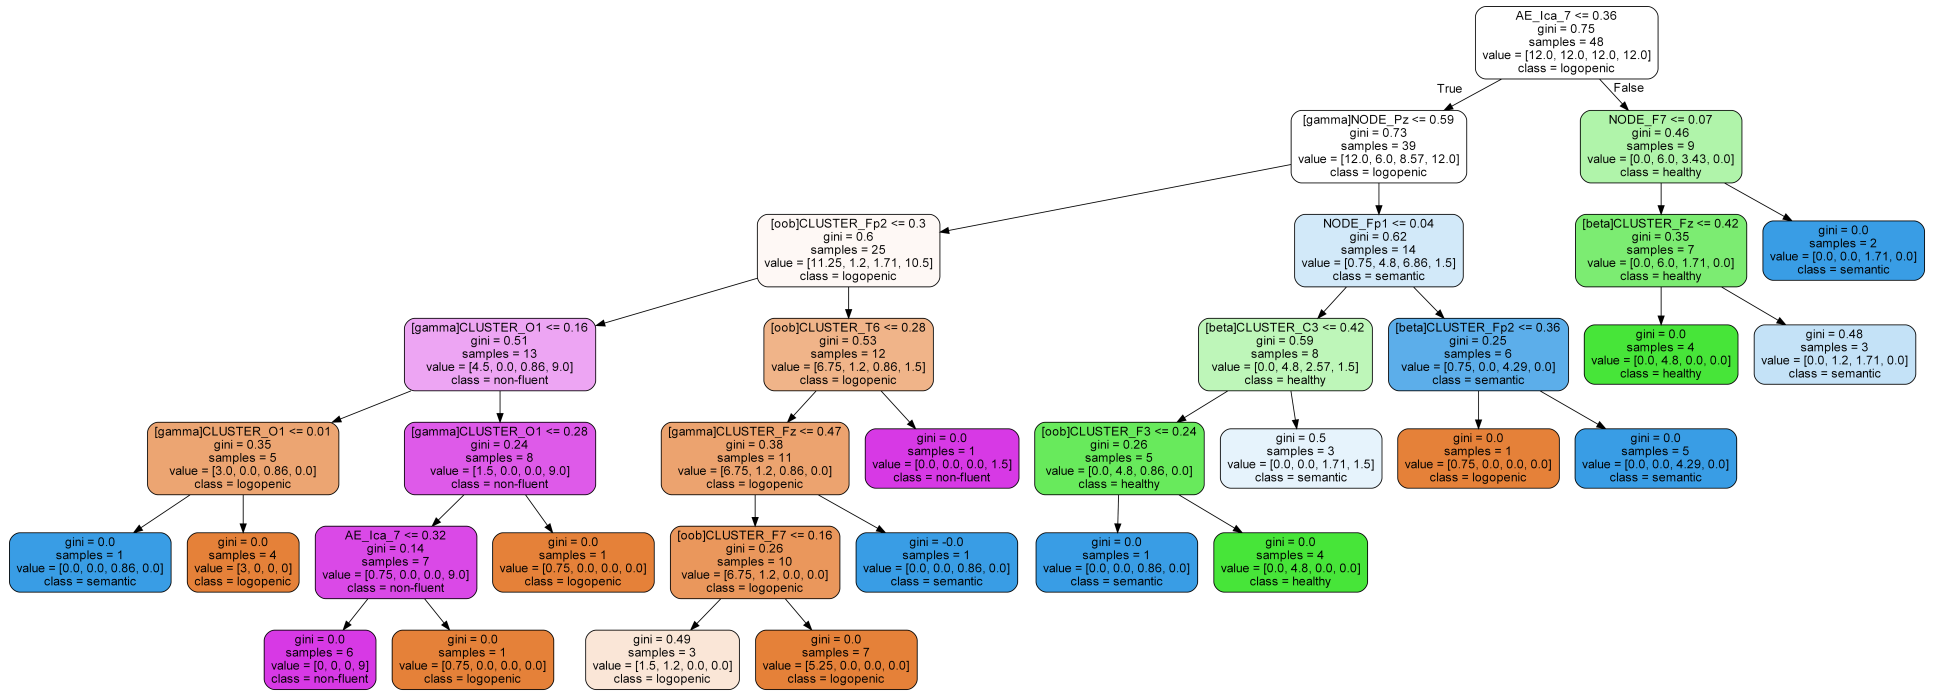 AE_Ica_7 <= 0.36
gini = 0.75
samples = 48
value = [12.0, 12.0, 12.0, 12.0]
class = logopenic
True
False
[gamma]NODE_Pz <= 0.59
gini = 0.73
samples = 39
value = [12.0, 6.0, 8.57, 12.0]
class = logopenic
NODE_F7 <= 0.07
gini = 0.46
samples = 9
value = [0.0, 6.0, 3.43, 0.0]
class = healthy
[oob]CLUSTER_Fp2 <= 0.3
gini = 0.6
samples = 25
value = [11.25, 1.2, 1.71, 10.5]
class = logopenic
NODE_Fp1 <= 0.04
gini = 0.62
samples = 14
value = [0.75, 4.8, 6.86, 1.5]
class = semantic
[beta]CLUSTER_Fz <= 0.42
gini = 0.35
samples = 7
value = [0.0, 6.0, 1.71, 0.0]
class = healthy
gini = 0.0
samples = 2
value = [0.0, 0.0, 1.71, 0.0]
class = semantic
[gamma]CLUSTER_O1 <= 0.16
gini = 0.51
samples = 13
value = [4.5, 0.0, 0.86, 9.0]
class = non-fluent
[oob]CLUSTER_T6 <= 0.28
gini = 0.53
samples = 12
value = [6.75, 1.2, 0.86, 1.5]
class = logopenic
[beta]CLUSTER_C3 <= 0.42
gini = 0.59
samples = 8
value = [0.0, 4.8, 2.57, 1.5]
class = healthy
[beta]CLUSTER_Fp2 <= 0.36
gini = 0.25
samples = 6
value = [0.75, 0.0, 4.29, 0.0]
class = semantic
gini = 0.0
samples = 4
value = [0.0, 4.8, 0.0, 0.0]
class = healthy
gini = 0.48
samples = 3
value = [0.0, 1.2, 1.71, 0.0]
class = semantic
[gamma]CLUSTER_O1 <= 0.01
gini = 0.35
samples = 5
value = [3.0, 0.0, 0.86, 0.0]
class = logopenic
[gamma]CLUSTER_O1 <= 0.28
gini = 0.24
samples = 8
value = [1.5, 0.0, 0.0, 9.0]
class = non-fluent
[gamma]CLUSTER_Fz <= 0.47
gini = 0.38
samples = 11
value = [6.75, 1.2, 0.86, 0.0]
class = logopenic
gini = 0.0
samples = 1
value = [0.0, 0.0, 0.0, 1.5]
class = non-fluent
[oob]CLUSTER_F3 <= 0.24
gini = 0.26
samples = 5
value = [0.0, 4.8, 0.86, 0.0]
class = healthy
gini = 0.5
samples = 3
value = [0.0, 0.0, 1.71, 1.5]
class = semantic
gini = 0.0
samples = 1
value = [0.75, 0.0, 0.0, 0.0]
class = logopenic
gini = 0.0
samples = 5
value = [0.0, 0.0, 4.29, 0.0]
class = semantic
gini = 0.0
samples = 1
value = [0.0, 0.0, 0.86, 0.0]
class = semantic
gini = 0.0
samples = 4
value = [3, 0, 0, 0]
class = logopenic
AE_Ica_7 <= 0.32
gini = 0.14
samples = 7
value = [0.75, 0.0, 0.0, 9.0]
class = non-fluent
gini = 0.0
samples = 1
value = [0.75, 0.0, 0.0, 0.0]
class = logopenic
[oob]CLUSTER_F7 <= 0.16
gini = 0.26
samples = 10
value = [6.75, 1.2, 0.0, 0.0]
class = logopenic
gini = -0.0
samples = 1
value = [0.0, 0.0, 0.86, 0.0]
class = semantic
gini = 0.0
samples = 1
value = [0.0, 0.0, 0.86, 0.0]
class = semantic
gini = 0.0
samples = 4
value = [0.0, 4.8, 0.0, 0.0]
class = healthy
gini = 0.0
samples = 6
value = [0, 0, 0, 9]
class = non-fluent
gini = 0.0
samples = 1
value = [0.75, 0.0, 0.0, 0.0]
class = logopenic
gini = 0.49
samples = 3
value = [1.5, 1.2, 0.0, 0.0]
class = logopenic
gini = 0.0
samples = 7
value = [5.25, 0.0, 0.0, 0.0]
class = logopenic